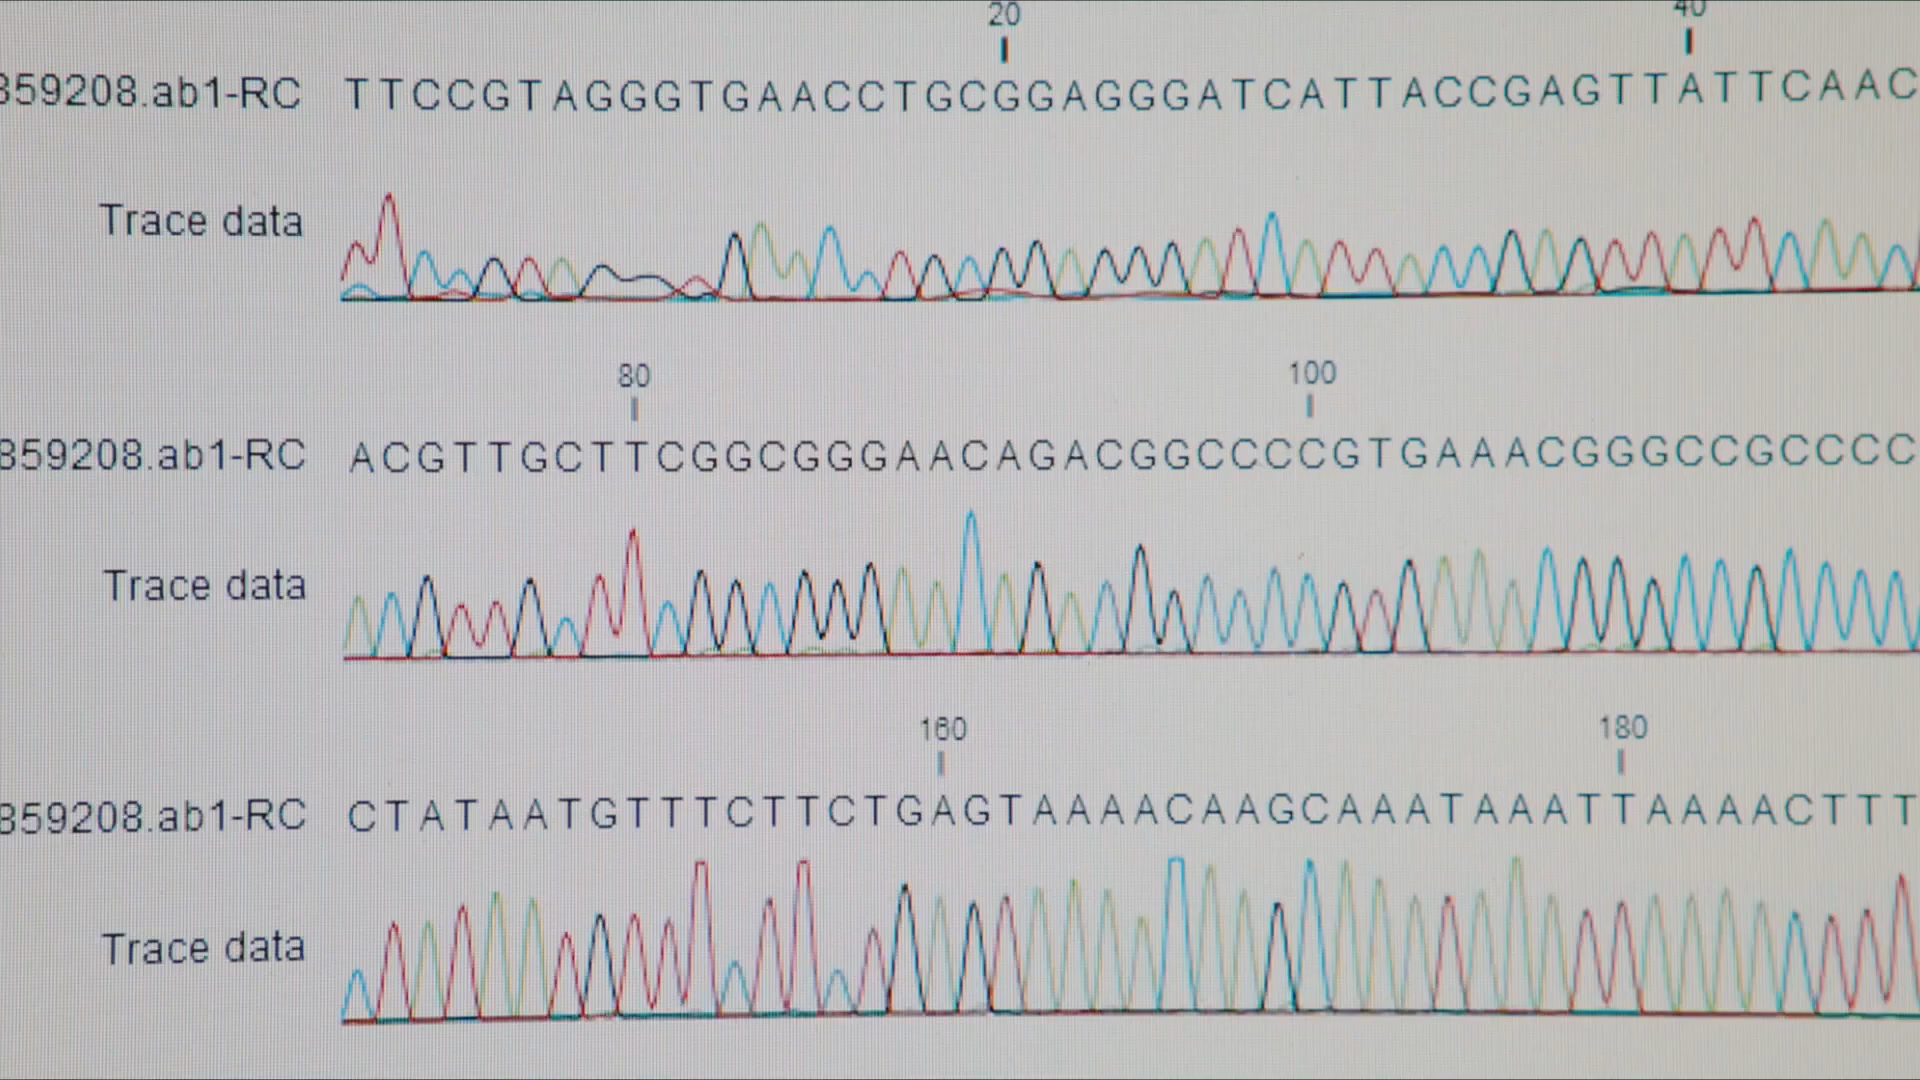 20 40
359208.ab1-RC TTCCGTAGGGTGAACCTGCGGAGGGATCATTACCGAGTTATTCAAC
Trace data
80 100
359208.ab1-RC ACGTTGCTTCGGCGGGAACAGACGGCCCCGTGAAACGGGCCGCCCC
Trace data
160 180
359208.ab1-RC CTATAATGTTTCTTCTGAGTAAAACAAGCAAATAAATTAAAACTTT
Trace data